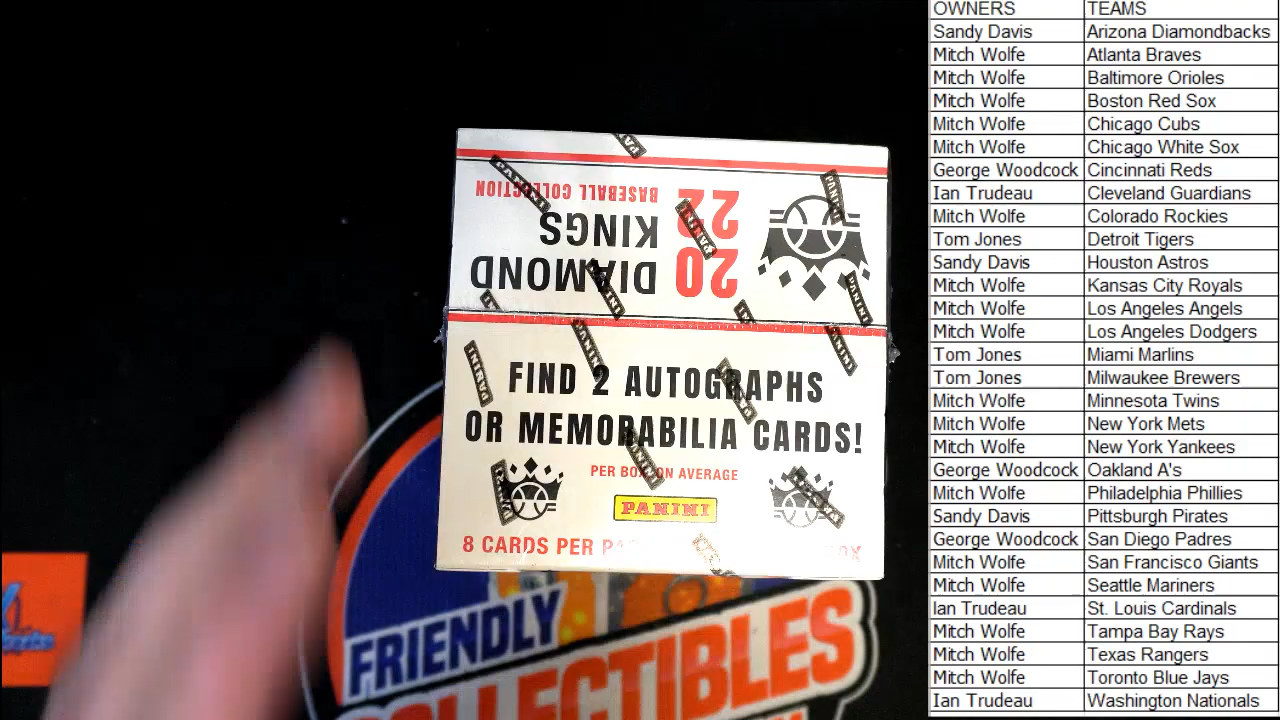 BASEBALL COLLECTION
KINGS 22
DIAMOND 20
FIND 2 AUTOGRAPHS
OR MEMORABILIA CARDS!
PER BOX ON AVERAGE
PANINI
8 CARDS PER
FRIENDLY
COLLECTIBLES
OWNERS TEAMS
Sandy Davis Arizona Diamondbacks
Mitch Wolfe Atlanta Braves
Mitch Wolfe Baltimore Orioles
Mitch Wolfe Boston Red Sox
Mitch Wolfe Chicago Cubs
Mitch Wolfe Chicago White Sox
George Woodcock Cincinnati Reds
Ian Trudeau Cleveland Guardians
Mitch Wolfe Colorado Rockies
Tom Jones Detroit Tigers
Sandy Davis Houston Astros
Mitch Wolfe Kansas City Royals
Mitch Wolfe Los Angeles Angels
Mitch Wolfe Los Angeles Dodgers
Tom Jones Miami Marlins
Tom Jones Milwaukee Brewers
Mitch Wolfe Minnesota Twins
Mitch Wolfe New York Mets
Mitch Wolfe New York Yankees
George Woodcock Oakland A's
Mitch Wolfe Philadelphia Phillies
Sandy Davis Pittsburgh Pirates
George Woodcock San Diego Padres
Mitch Wolfe San Francisco Giants
Mitch Wolfe Seattle Mariners
Ian Trudeau St. Louis Cardinals
Mitch Wolfe Tampa Bay Rays
Mitch Wolfe Texas Rangers
Mitch Wolfe Toronto Blue Jays
Ian Trudeau Washington Nationals